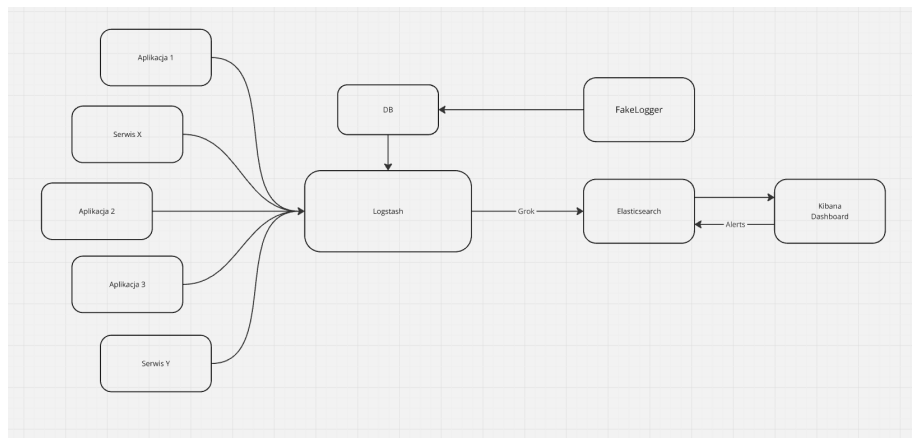 Aplikacja 1
Serwis X
Aplikacja 2
Aplikacja 3
Serwis Y
DB
FakeLogger
Logstash
Grok
Elasticsearch
Alerts
Kibana
Dashboard